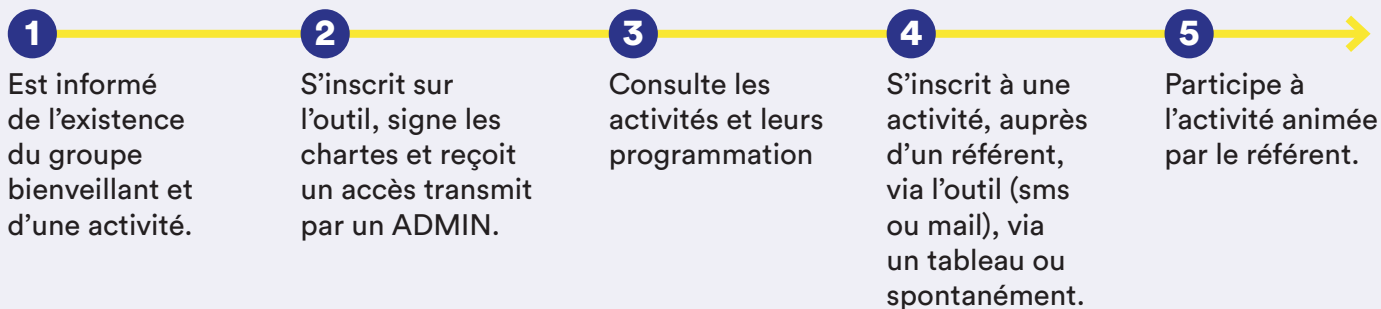 1
Est informé
de l'existence
du groupe
bienveillant et
d'une activité.
2
S'inscrit sur
l'outil, signe les
chartes et reçoit
un accès transmit
par un ADMIN.
3
Consulte les
activités et leurs
programmation
4
S'inscrit à une
activité, auprès
d'un référent,
via l'outil (sms
ou mail), via
un tableau ou
spontanément.
5
Participe à
l'activité animée
par le référent.